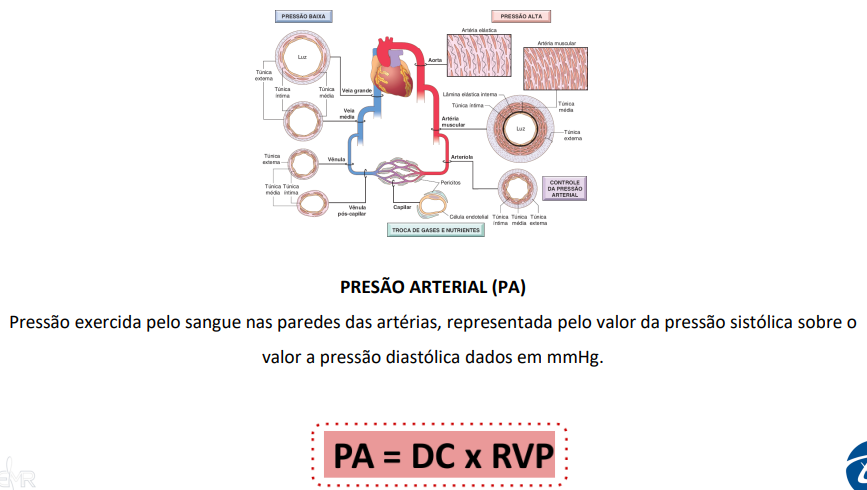 PRESSÃO BAIXA
PRESSÃO ALTA
Artéria elástica
Artéria muscular
Luz
Aorta
Túnica
externa
Túnica
íntima
Túnica
média
Veia grande
Lâmina elástica interna
Túnica íntima
Túnica
média
Veia
média
Artéria
muscular
Luz
Túnica
externa
Túnica
externa
Vênula
Arteríola
Pericitos
CONTROLE
DA PRESSÃO
ARTERIAL
Túnica
média
Túnica
íntima
Vênula
pós-capilar
Capilar
Célula endotelial
Túnica
íntima
Túnica
média
Túnica
externa
TROCA DE GASES E NUTRIENTES
PRESÃO ARTERIAL (PA)
Pressão exercida pelo sangue nas paredes das artérias, representada pelo valor da pressão sistólica sobre o
valor a pressão diastólica dados em mmHg.
PA = DC x RVP